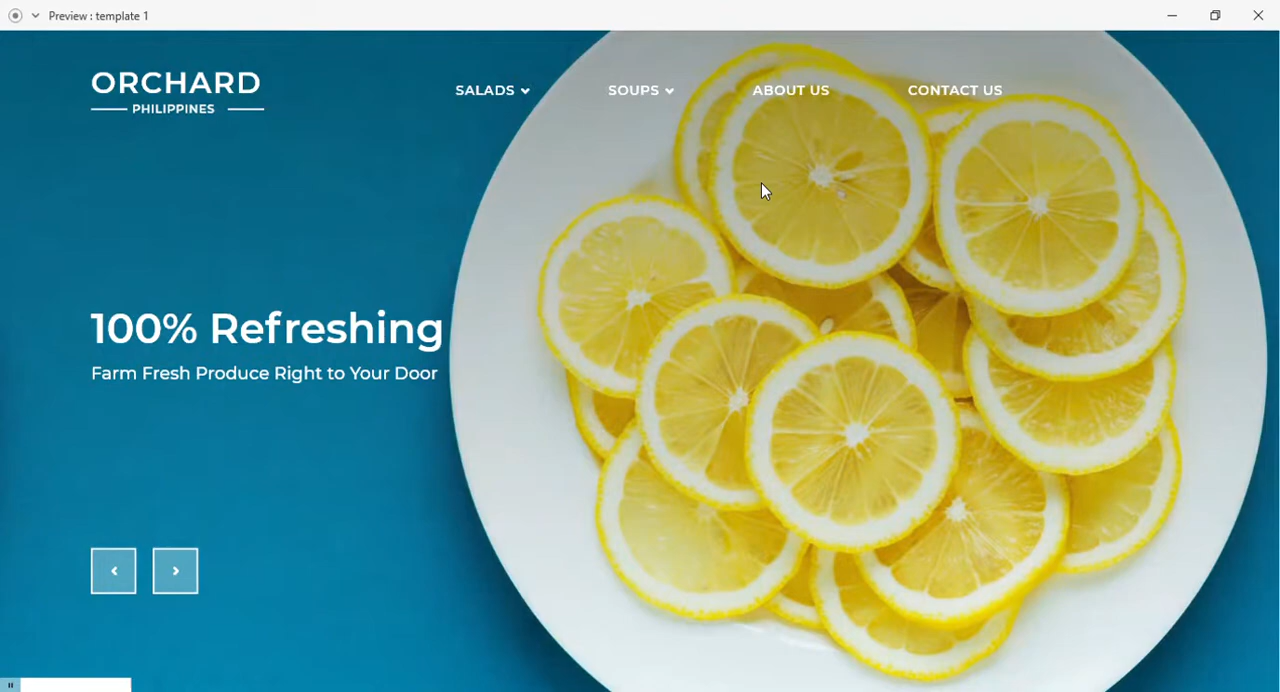 Preview : template 1
ORCHARD
PHILIPPINES
SALADS
SOUPS
ABOUT US
CONTACT US
100% Refreshing
Farm Fresh Produce Right to Your Door